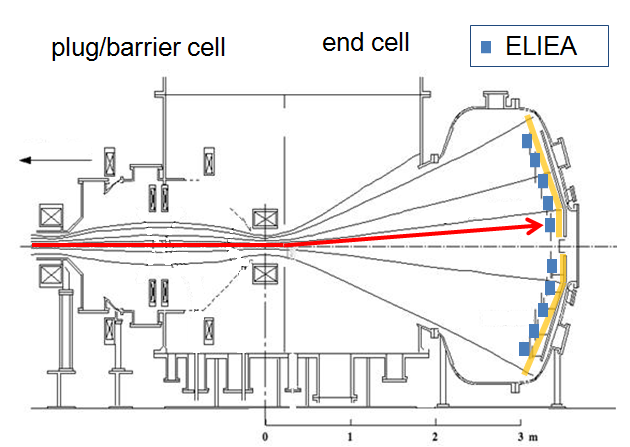 plug/barrier cell
end cell
ELIEA
0 1 2 3 m